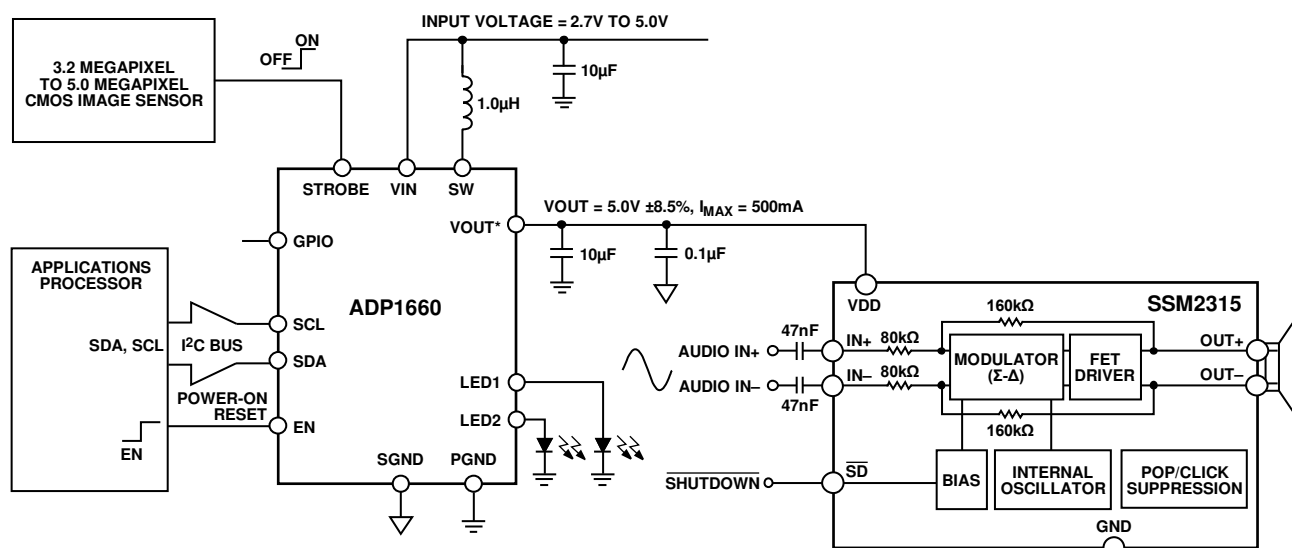 INPUT VOLTAGE = 2.7V TO 5.0V
ON
OFF
3.2 MEGAPIXEL
TO 5.0 MEGAPIXEL
CMOS IMAGE SENSOR
10µF
1.0µH
STROBE
VIN
SW
VOUT*
VOUT = 5.0V ±8.5%, IMAX = 500mA
GPIO
10µF
0.1µF
APPLICATIONS
PROCESSOR
ADP1660
SDA, SCL
I²C BUS
SCL
SDA
POWER-ON
RESET
EN
EN
LED1
LED2
SGND
PGND
VDD
SSM2315
160kΩ
47nF
AUDIO IN+
IN+
80kΩ
MODULATOR
(Σ-Δ)
FET
DRIVER
OUT+
AUDIO IN–
IN–
80kΩ
OUT–
47nF
160kΩ
SHUTDOWN
SD
BIAS
INTERNAL
OSCILLATOR
POP/CLICK
SUPPRESSION
GND